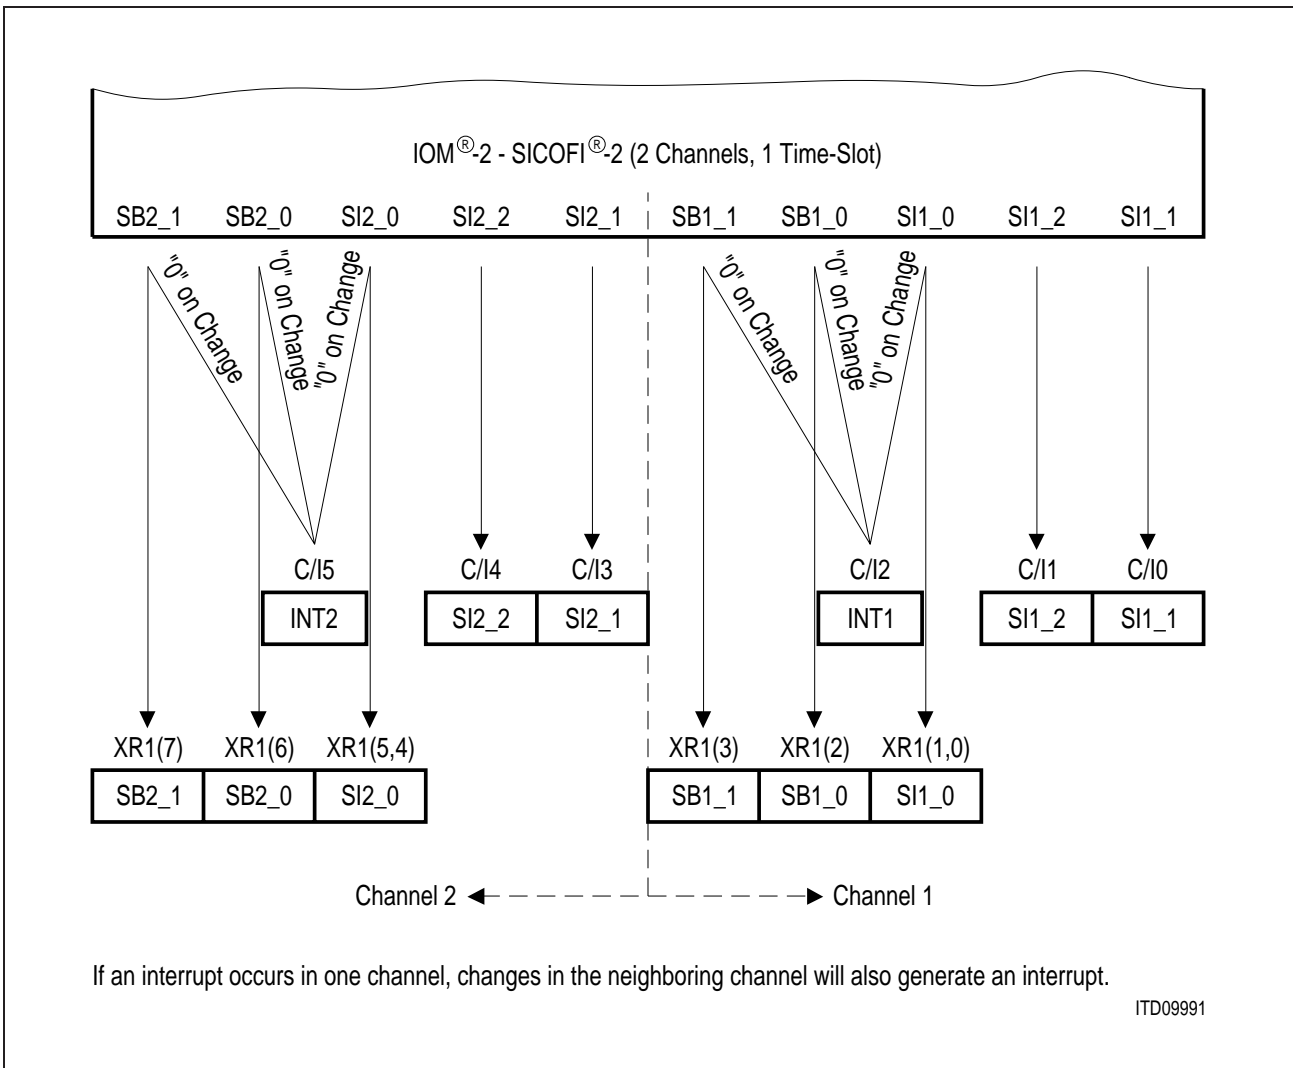 IOM®-2 - SICOFI®-2 (2 Channels, 1 Time-Slot)
SB2_1 SB2_0 SI2_0 SI2_2 SI2_1 SB1_1 SB1_0 SI1_0 SI1_2 SI1_1
"0" on Change "0" on Change "0" on Change "0" on Change "0" on Change "0" on Change
C/I5 C/I4 C/I3 C/I2 C/I1 C/I0
INT2 SI2_2 SI2_1 INT1 SI1_2 SI1_1
XR1(7) XR1(6) XR1(5,4) XR1(3) XR1(2) XR1(1,0)
SB2_1 SB2_0 SI2_0 SB1_1 SB1_0 SI1_0
Channel 2 Channel 1
If an interrupt occurs in one channel, changes in the neighboring channel will also generate an interrupt.
ITD09991